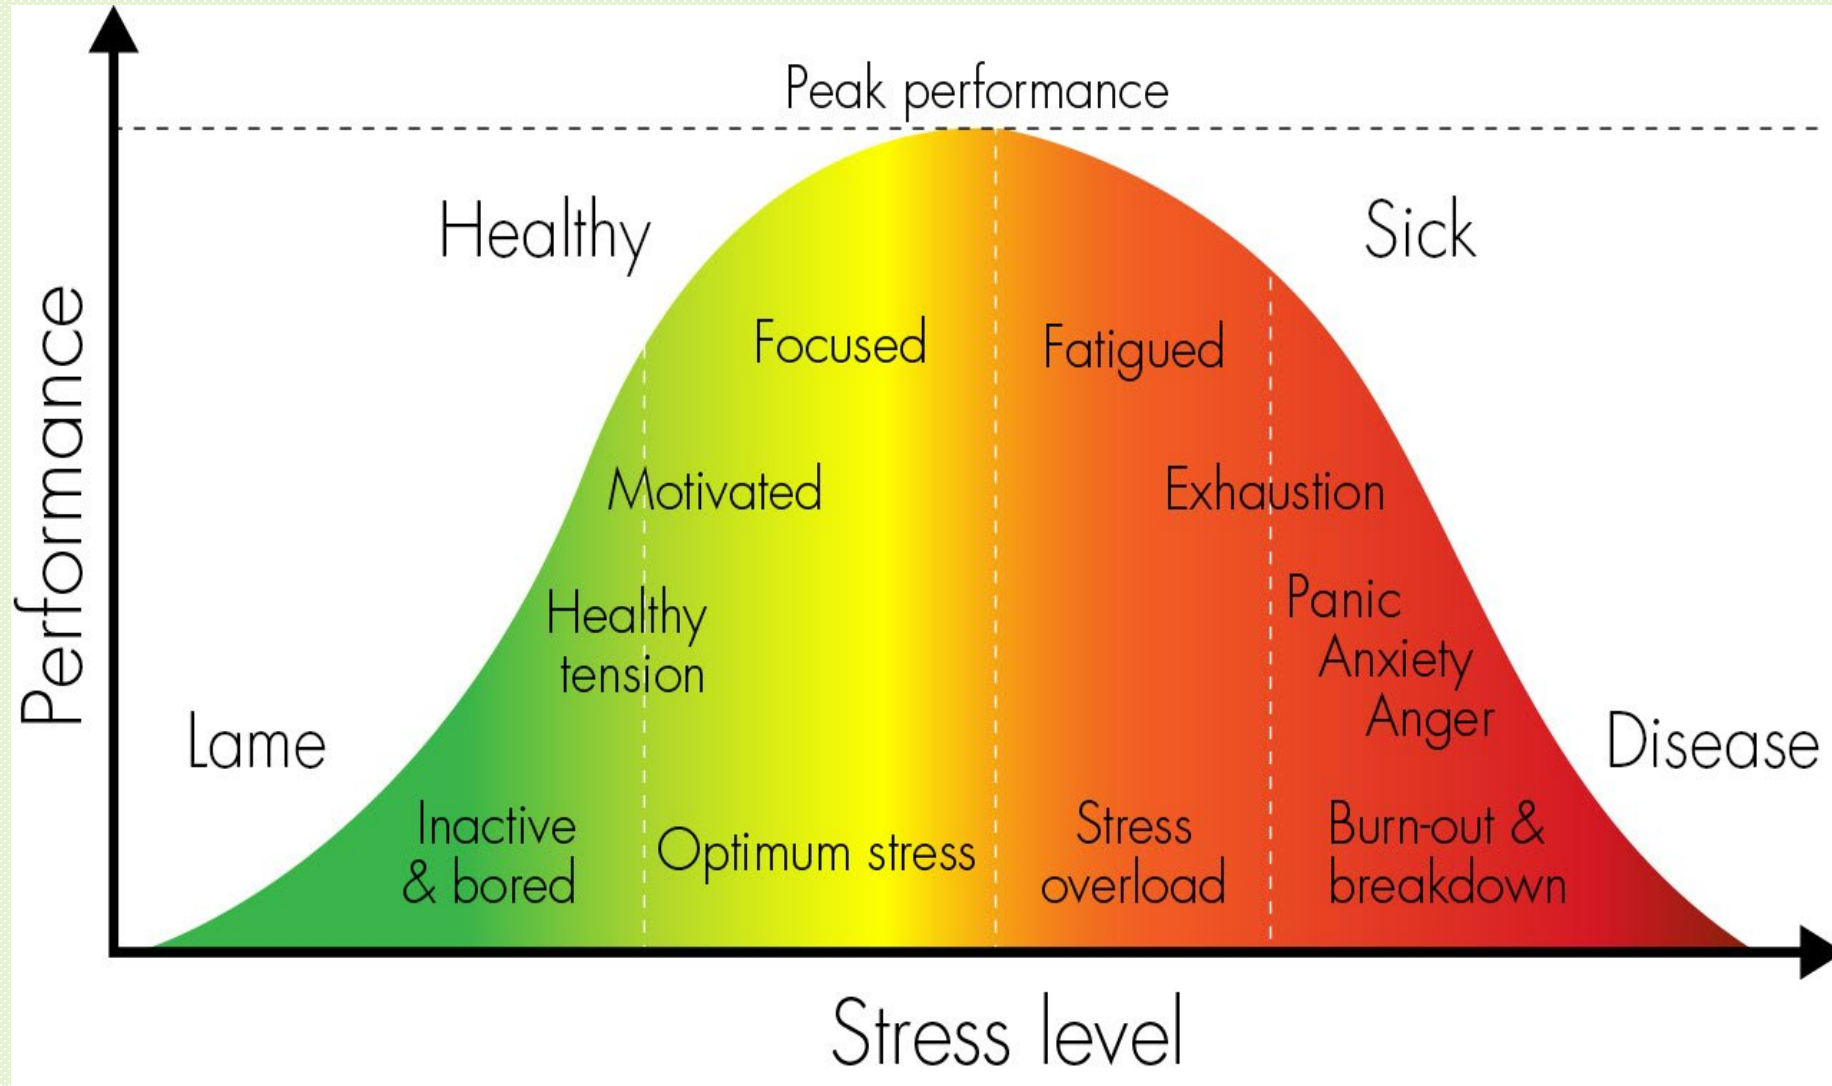 Peak performance
Healthy
Sick
Performance
Focused
Fatigued
Motivated
Exhaustion
Healthy
tension
Panic
Anxiety
Anger
Lame
Disease
Inactive
& bored
Optimum stress
Stress
overload
Burn-out &
breakdown
Stress level